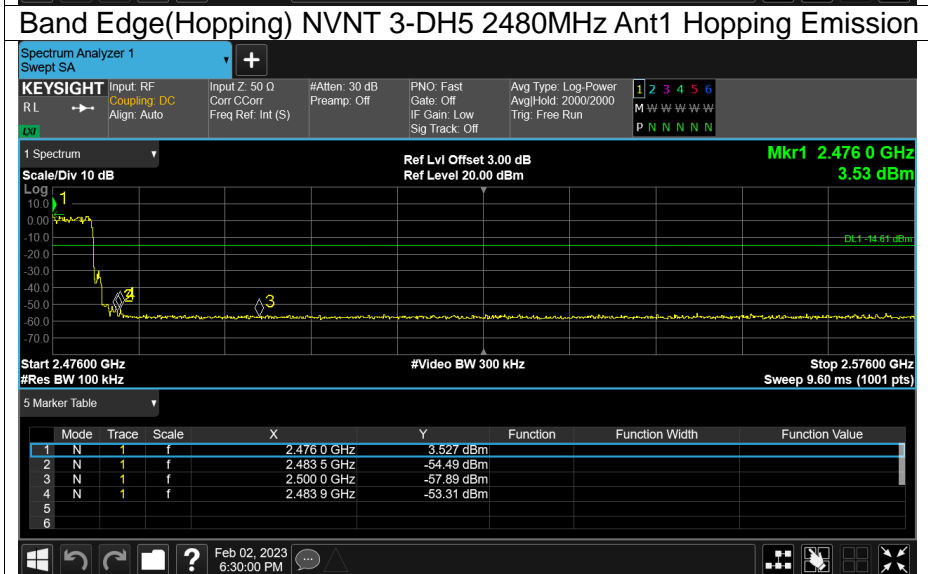 Band Edge(Hopping) NVNT 3-DH5 2480MHz Ant1 Hopping Emission
Spectrum Analyzer 1
Swept SA
+
KEYSIGHT Input: RF Input Z: 50 Ω #Atten: 30 dB PNO: Fast Avg Type: Log-Power 1 2 3 4 5 6
R L Coupling: DC Corr CCorr Preamp: Off Gate: Off Avg|Hold: 2000/2000 M W W W W W
Align: Auto Freq Ref: Int (S) IF Gain: Low Trig: Free Run
LXI Sig Track: Off P N N N N N
1 Spectrum Ref Lvl Offset 3.00 dB Mkr1 2.476 0 GHz
Scale/Div 10 dB Ref Level 20.00 dBm 3.53 dBm
Log
10.0 1
0.00
-10.0 DL1 -14.61 dBm
-20.0
-30.0
-40.0
-50.0 2 4 3
-60.0
-70.0
Start 2.47600 GHz #Video BW 300 kHz Stop 2.57600 GHz
#Res BW 100 kHz Sweep 9.60 ms (1001 pts)
5 Marker Table
Mode Trace Scale X Y Function Function Width Function Value
1 N 1 f 2.476 0 GHz 3.527 dBm
2 N 1 f 2.483 5 GHz -54.49 dBm
3 N 1 f 2.500 0 GHz -57.89 dBm
4 N 1 f 2.483 9 GHz -53.31 dBm
5
6
? Feb 02, 2023
6:30:00 PM